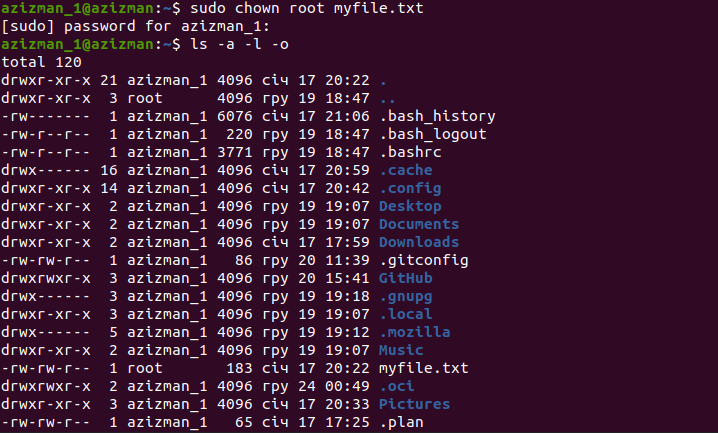 azizman_1@azizman:~$ sudo chown root myfile.txt
[sudo] password for azizman_1:
azizman_1@azizman:~$ ls -a -l -o
total 120
drwxr-xr-x 21 azizman_1 4096 січ 17 20:22 .
drwxr-xr-x  3 root      4096 гру 19 18:47 ..
-rw-------  1 azizman_1 6076 січ 17 21:06 .bash_history
-rw-r--r--  1 azizman_1  220 гру 19 18:47 .bash_logout
-rw-r--r--  1 azizman_1 3771 гру 19 18:47 .bashrc
drwx------ 16 azizman_1 4096 січ 17 20:59 .cache
drwxr-xr-x 14 azizman_1 4096 січ 17 20:42 .config
drwxr-xr-x  2 azizman_1 4096 гру 19 19:07 Desktop
drwxr-xr-x  2 azizman_1 4096 гру 19 19:07 Documents
drwxr-xr-x  2 azizman_1 4096 січ 17 17:59 Downloads
-rw-rw-r--  1 azizman_1   86 гру 20 11:39 .gitconfig
drwxrwxr-x  3 azizman_1 4096 гру 20 15:41 GitHub
drwx------  3 azizman_1 4096 гру 19 19:18 .gnupg
drwxr-xr-x  3 azizman_1 4096 гру 19 19:07 .local
drwx------  5 azizman_1 4096 гру 19 19:12 .mozilla
drwxr-xr-x  2 azizman_1 4096 гру 19 19:07 Music
-rw-rw-r--  1 root       183 січ 17 20:22 myfile.txt
drwxrwxr-x  2 azizman_1 4096 гру 24 00:49 .oci
drwxr-xr-x  3 azizman_1 4096 січ 17 20:33 Pictures
-rw-rw-r--  1 azizman_1   65 січ 17 17:25 .plan